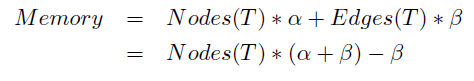 Memory = Nodes(T) ∗ α + Edges(T) ∗ β
= Nodes(T) ∗ (α + β) − β